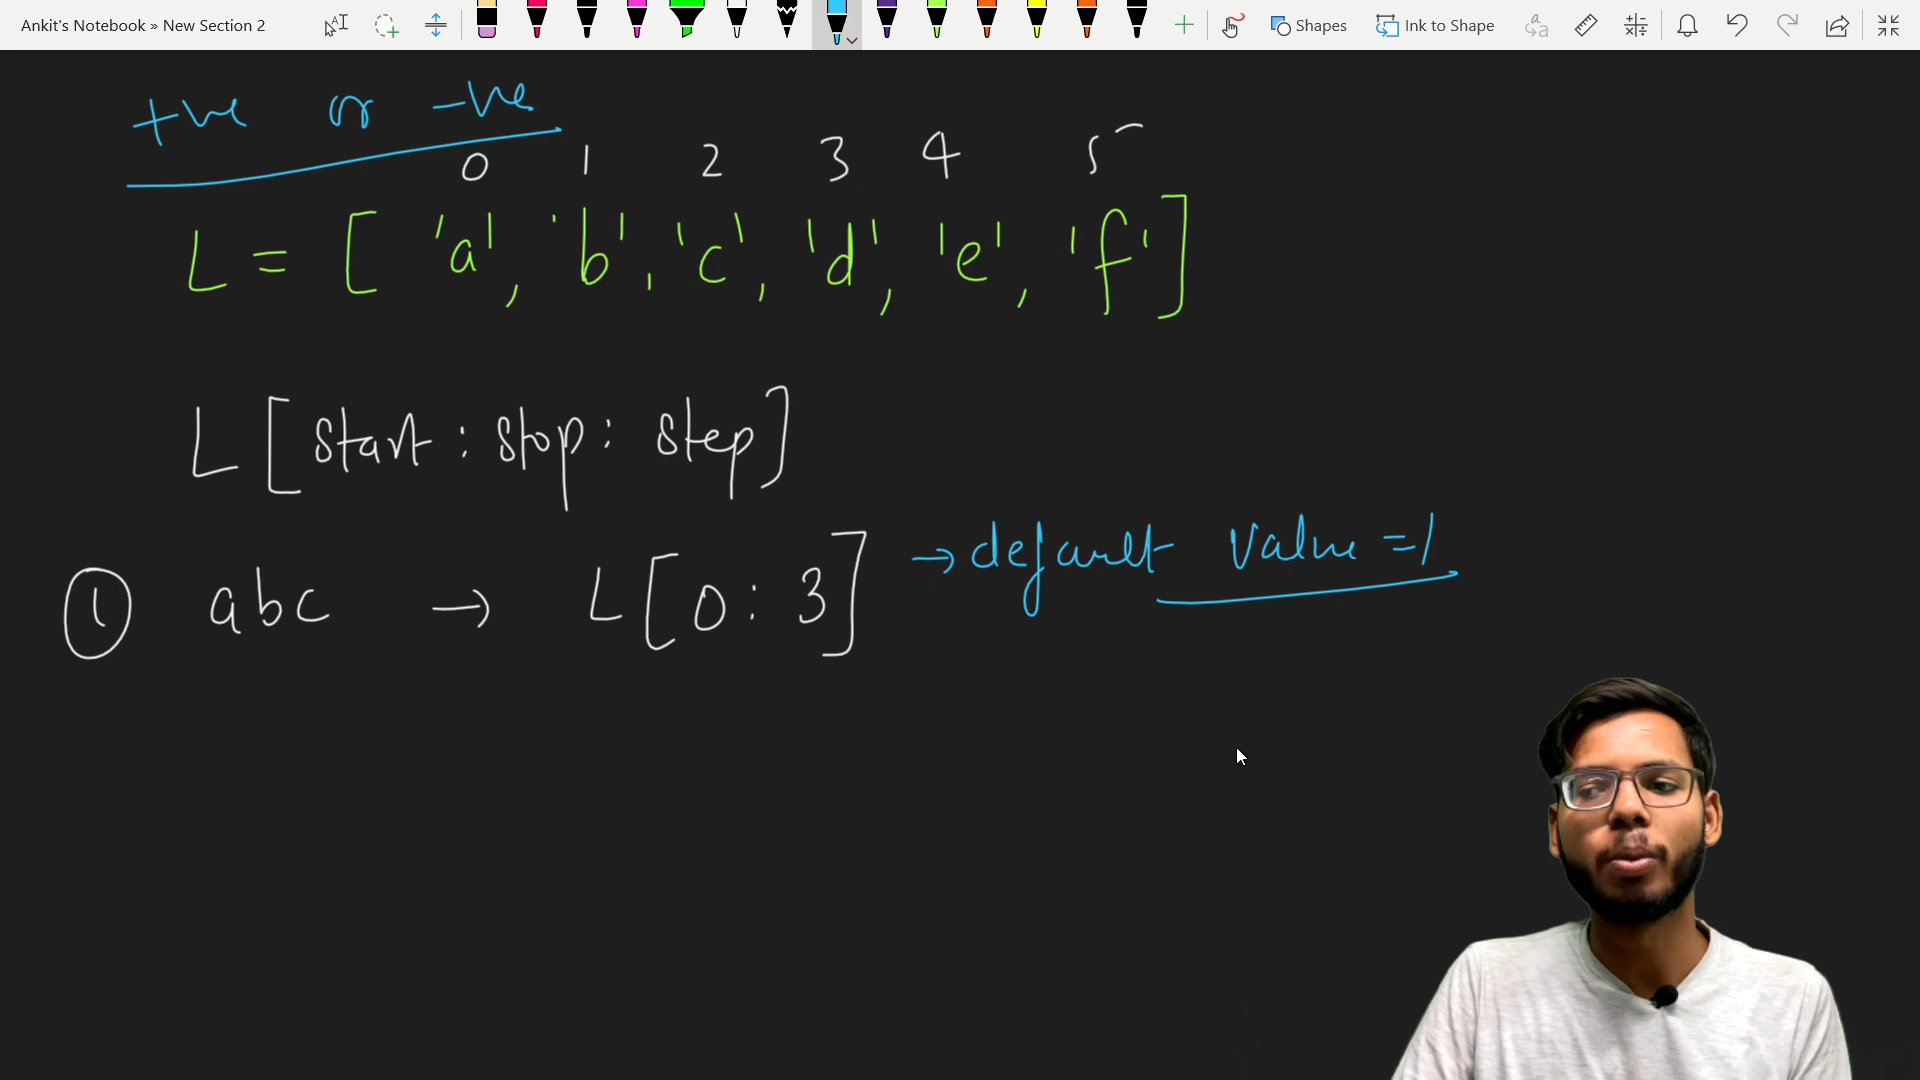 Ankit's Notebook » New Section 2 Shapes Ink to Shape
+ve or -ve
0 1 2 3 4 5
L = [ 'a', 'b', 'c', 'd', 'e', 'f' ]
L [ start : stop : step ]
1 abc → L [ 0 : 3 ] → default value = 1